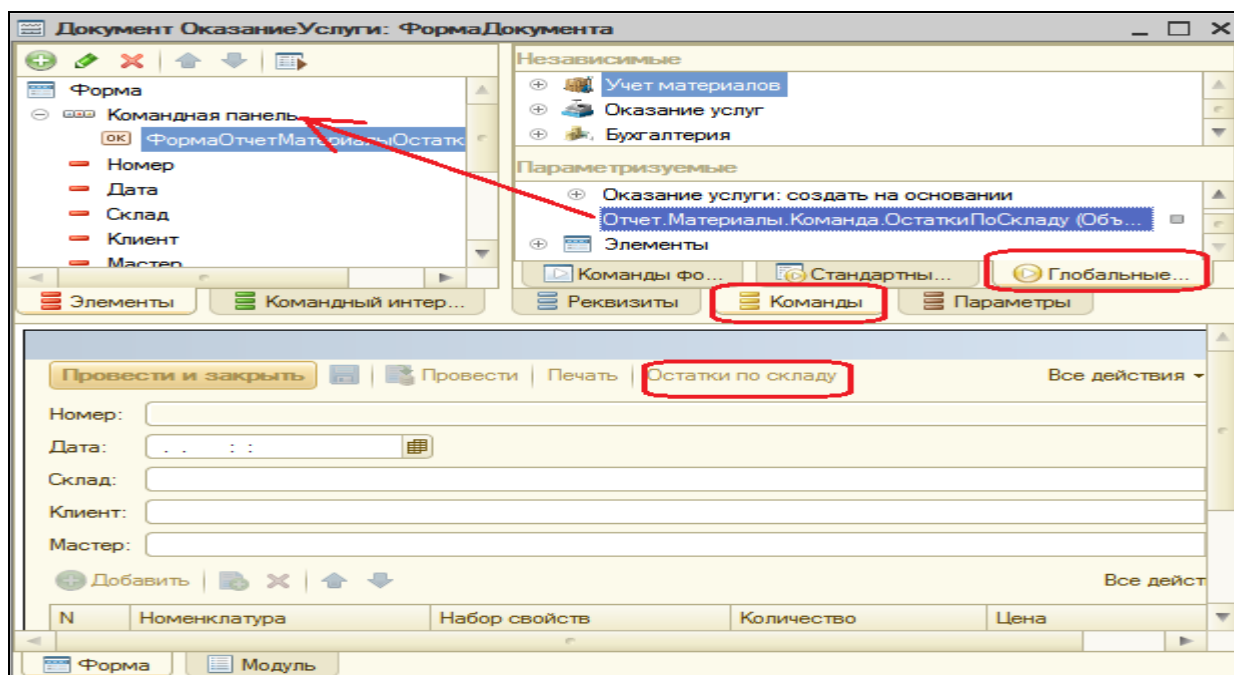 Документ ОказаниеУслуги: ФормаДокумента
Форма
Командная панель
OK ФормаОтчетМатериалыОстатк
Номер
Дата
Склад
Клиент
Мастер
Элементы
Командный интер...
Независимые
Учет материалов
Оказание услуг
Бухгалтерия
Параметризуемые
Оказание услуги: создать на основании
Отчет.Материалы.Команда.ОстаткиПоСкладу (Объ...
Элементы
Команды фо...
Стандартны...
Глобальные...
Реквизиты
Команды
Параметры
Провести и закрыть Провести Печать Остатки по складу Все действия
Номер:
Дата: . . : :
Склад:
Клиент:
Мастер:
Добавить Все дейст
N Номенклатура Набор свойств Количество Цена
Форма Модуль